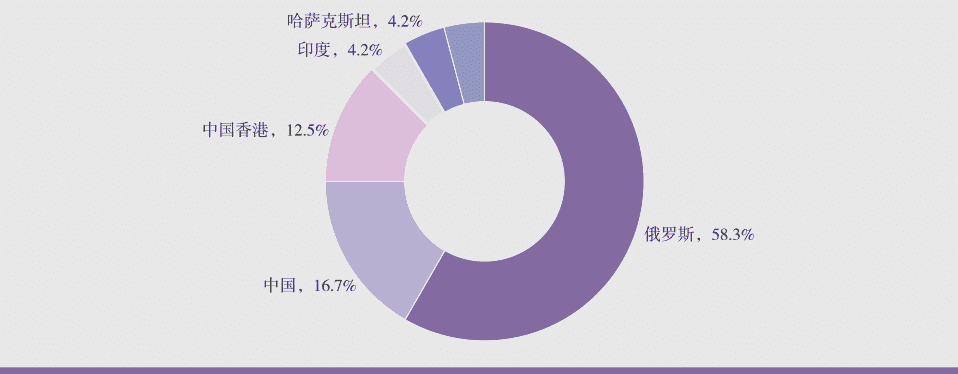 哈萨克斯坦，4.2%
印度，4.2%
中国香港，12.5%
俄罗斯，58.3%
中国，16.7%